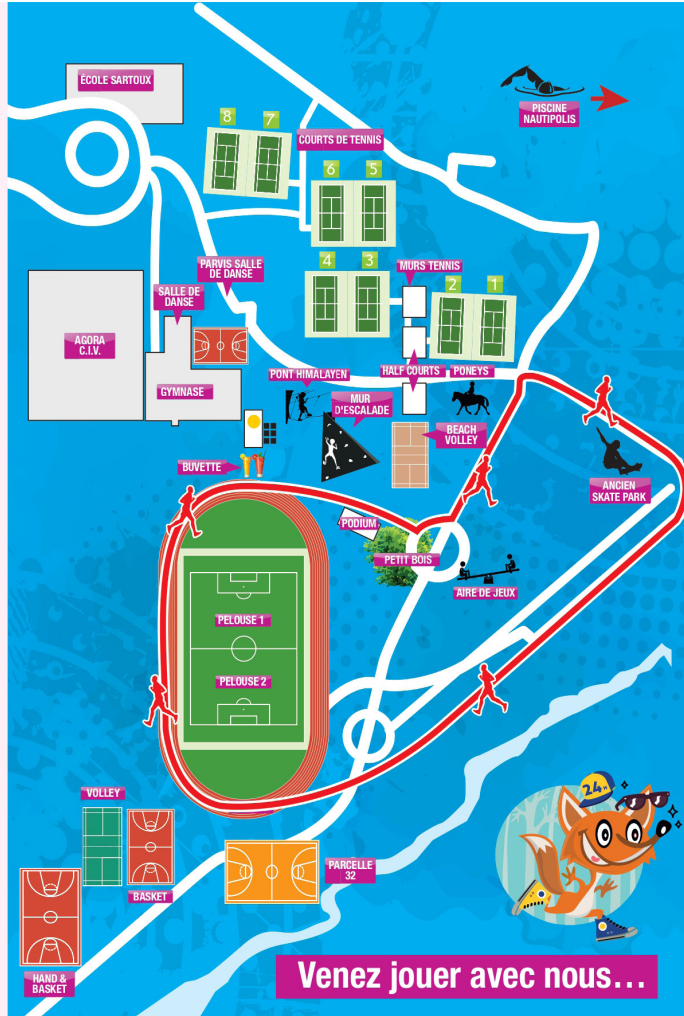 ÉCOLE SARTOUX
PISCINE
NAUTIPOLIS
8
7
COURTS DE TENNIS
6
5
PARVIS SALLE
DE DANSE
4
3
MURS TENNIS
2
1
SALLE DE
DANSE
AGORA
C.I.V.
GYMNASE
PONT HIMALAYEN
HALF COURTS
PONEYS
MUR
D'ESCALADE
BEACH
VOLLEY
BUVETTE
ANCIEN
SKATE PARK
PODIUM
PETIT BOIS
AIRE DE JEUX
PELOUSE 1
PELOUSE 2
VOLLEY
24H
BASKET
PARCELLE
32
HAND &
BASKET
Venez jouer avec nous...